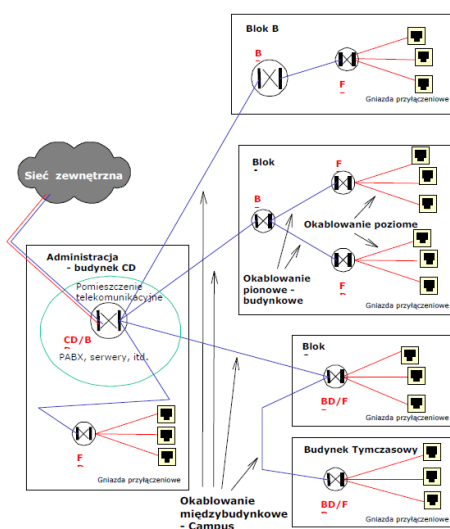 Blok B
B
F
Gniazda przyłączeniowe
Sieć zewnętrzna
Blok
F
B
Okablowanie poziome
Okablowanie
pionowe -
budynkowe
F
Gniazda przyłączeniowe
Administracja
- budynek CD
Pomieszczenie
telekomunikacyjne
CD/B
PABX, serwery, itd.
F
Gniazda przyłączeniowe
Blok
BD/F
Gniazda przyłączeniowe
Budynek Tymczasowy
BD/F
Gniazda przyłączeniowe
Okablowanie
międzybudynkowe
- Campus